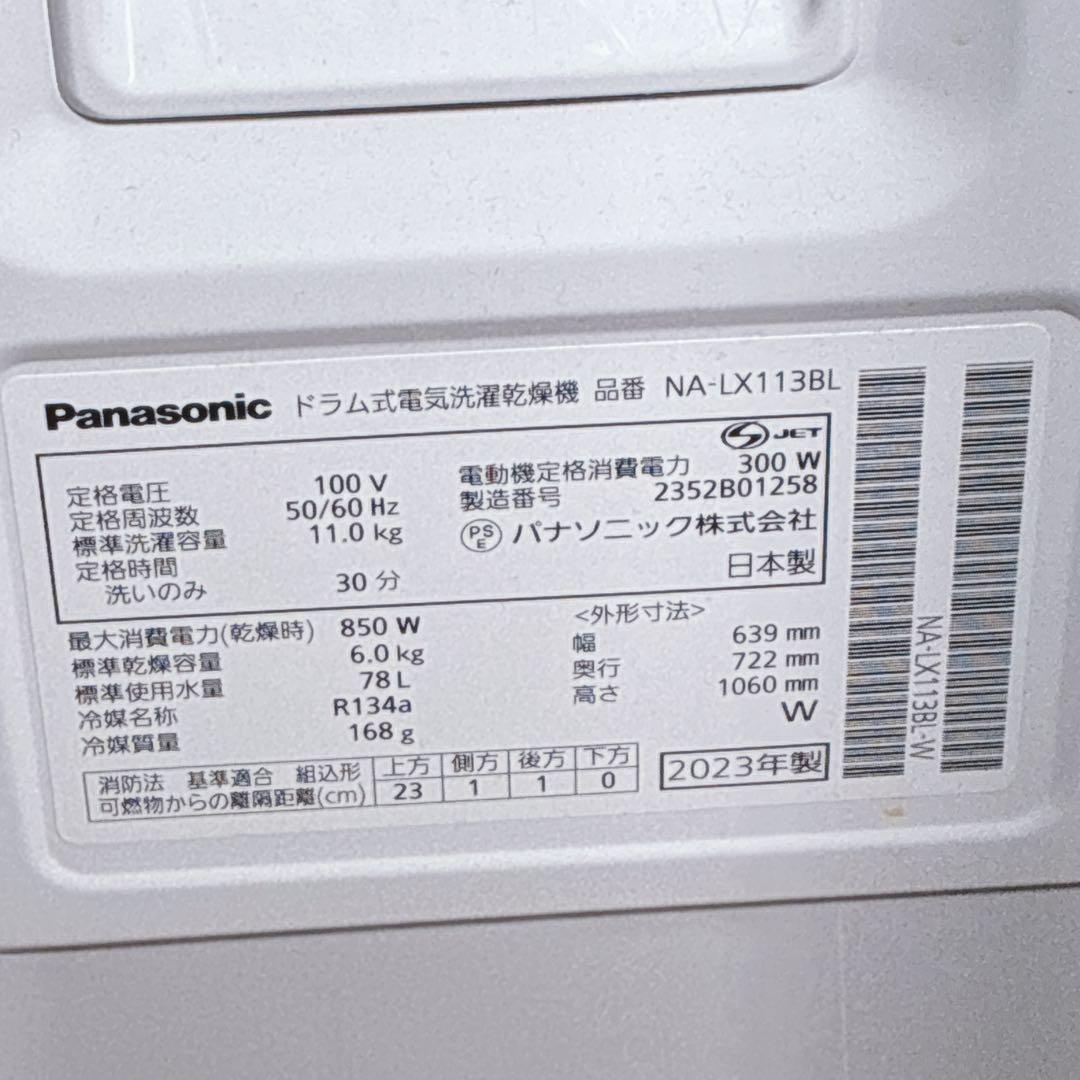 Panasonic ドラム式電気洗濯乾燥機 品番 NA-LX113BL
S JET
定格電圧 100 V
定格周波数 50/60 Hz
標準洗濯容量 11.0 kg
定格時間
洗いのみ 30 分
電動機定格消費電力 300 W
製造番号 2352B01258
PSE パナソニック株式会社
日本製
最大消費電力(乾燥時) 850 W
標準乾燥容量 6.0 kg
標準使用水量 78 L
冷媒名称 R134a
冷媒質量 168 g
<外形寸法>
幅 639 mm
奥行 722 mm
高さ 1060 mm
W
消防法 基準適合 組込形 上方 側方 後方 下方
可燃物からの離隔距離(cm) 23 1 1 0
2023年製
NA-LX113BL-W